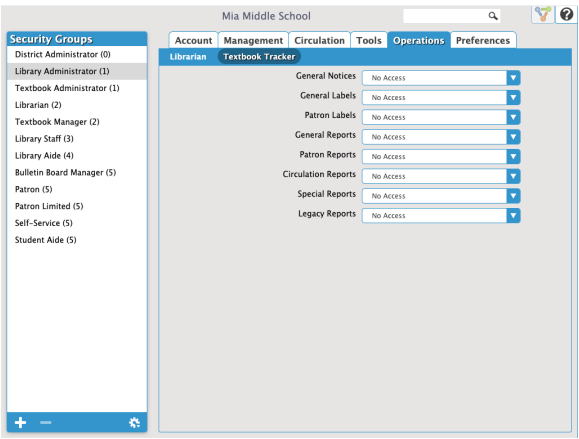 Mia Middle School
Security Groups
District Administrator (0)
Library Administrator (1)
Textbook Administrator (1)
Librarian (2)
Textbook Manager (2)
Library Staff (3)
Library Aide (4)
Bulletin Board Manager (5)
Patron (5)
Patron Limited (5)
Self-Service (5)
Student Aide (5)
Account Management Circulation Tools Operations Preferences
Librarian Textbook Tracker
General Notices No Access
General Labels No Access
Patron Labels No Access
General Reports No Access
Patron Reports No Access
Circulation Reports No Access
Special Reports No Access
Legacy Reports No Access